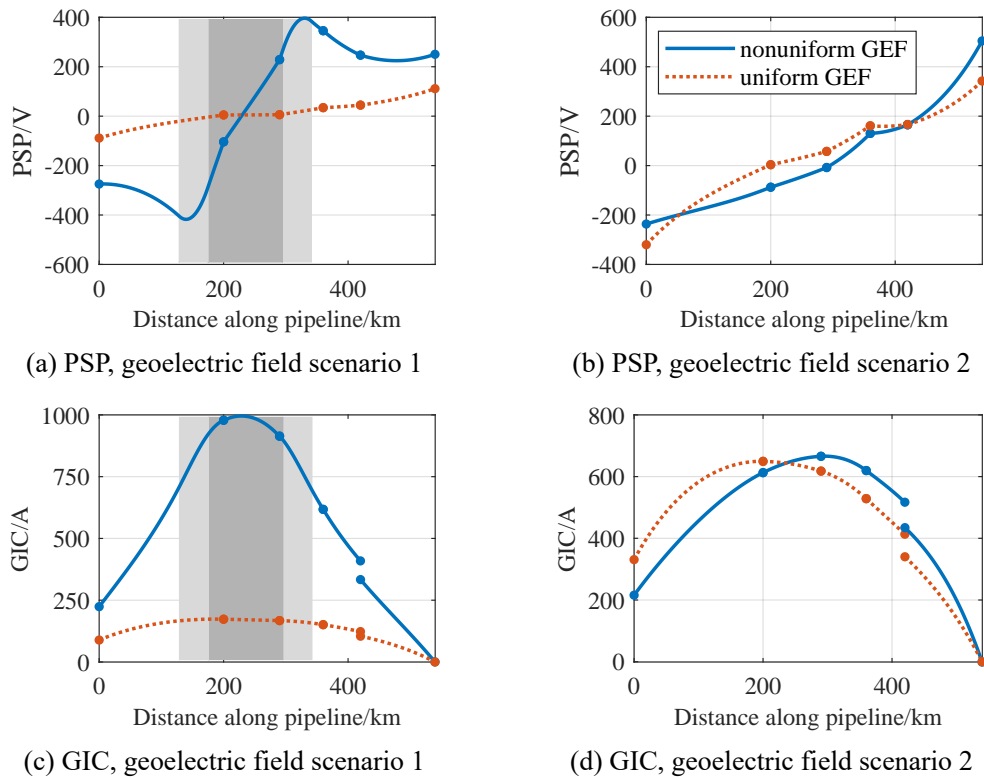 400
200
0
-200
-400
-600
PSP/V
0
200
400
Distance along pipeline/km
(a) PSP, geoelectric field scenario 1
600
400
200
0
-200
-400
PSP/V
nonuniform GEF
uniform GEF
0
200
400
Distance along pipeline/km
(b) PSP, geoelectric field scenario 2
1000
750
500
250
0
GIC/A
0
200
400
Distance along pipeline/km
(c) GIC, geoelectric field scenario 1
800
600
400
200
0
GIC/A
0
200
400
Distance along pipeline/km
(d) GIC, geoelectric field scenario 2